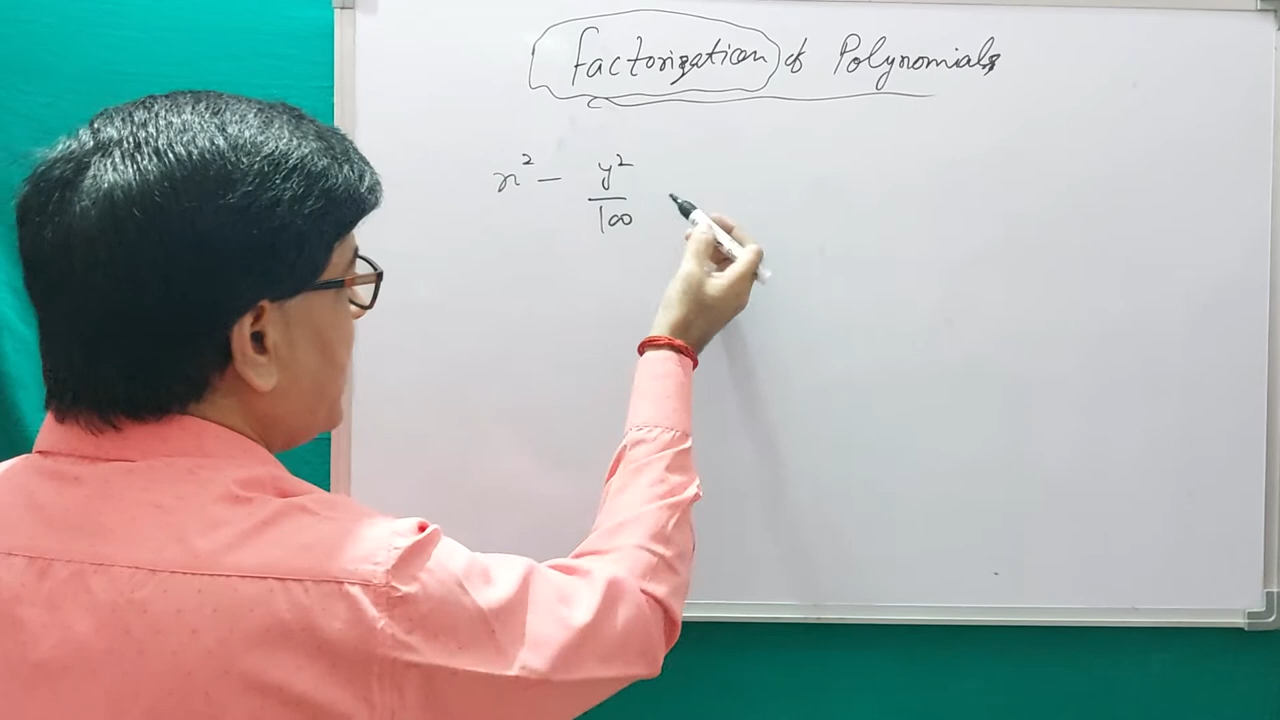 Factorization of Polynomials
x² - y²/100